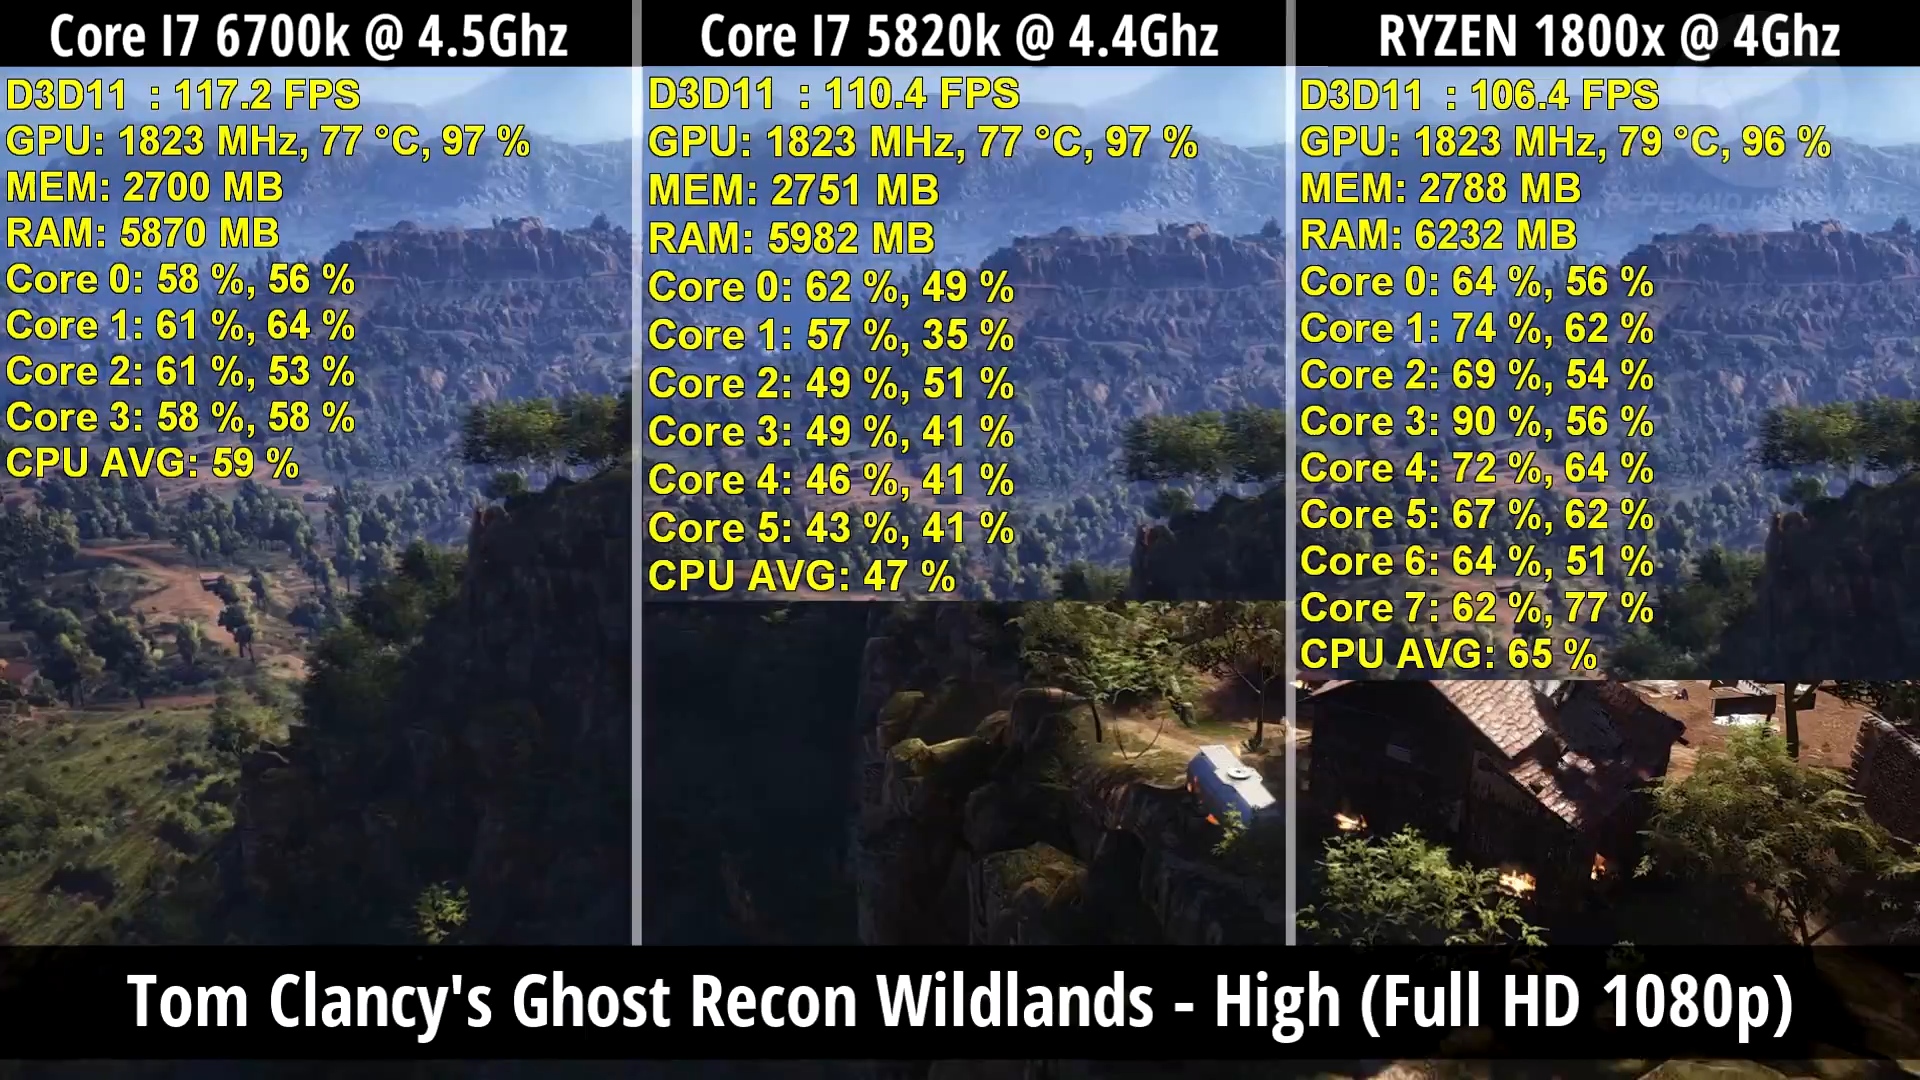 Core I7 6700k @ 4.5Ghz
D3D11 : 117.2 FPS
GPU: 1823 MHz, 77 °C, 97 %
MEM: 2700 MB
RAM: 5870 MB
Core 0: 58 %, 56 %
Core 1: 61 %, 64 %
Core 2: 61 %, 53 %
Core 3: 58 %, 58 %
CPU AVG: 59 %
Core I7 5820k @ 4.4Ghz
D3D11 : 110.4 FPS
GPU: 1823 MHz, 77 °C, 97 %
MEM: 2751 MB
RAM: 5982 MB
Core 0: 62 %, 49 %
Core 1: 57 %, 35 %
Core 2: 49 %, 51 %
Core 3: 49 %, 41 %
Core 4: 46 %, 41 %
Core 5: 43 %, 41 %
CPU AVG: 47 %
RYZEN 1800x @ 4Ghz
D3D11 : 106.4 FPS
GPU: 1823 MHz, 79 °C, 96 %
MEM: 2788 MB
RAM: 6232 MB
Core 0: 64 %, 56 %
Core 1: 74 %, 62 %
Core 2: 69 %, 54 %
Core 3: 90 %, 56 %
Core 4: 72 %, 64 %
Core 5: 67 %, 62 %
Core 6: 64 %, 51 %
Core 7: 62 %, 77 %
CPU AVG: 65 %
Tom Clancy's Ghost Recon Wildlands - High (Full HD 1080p)